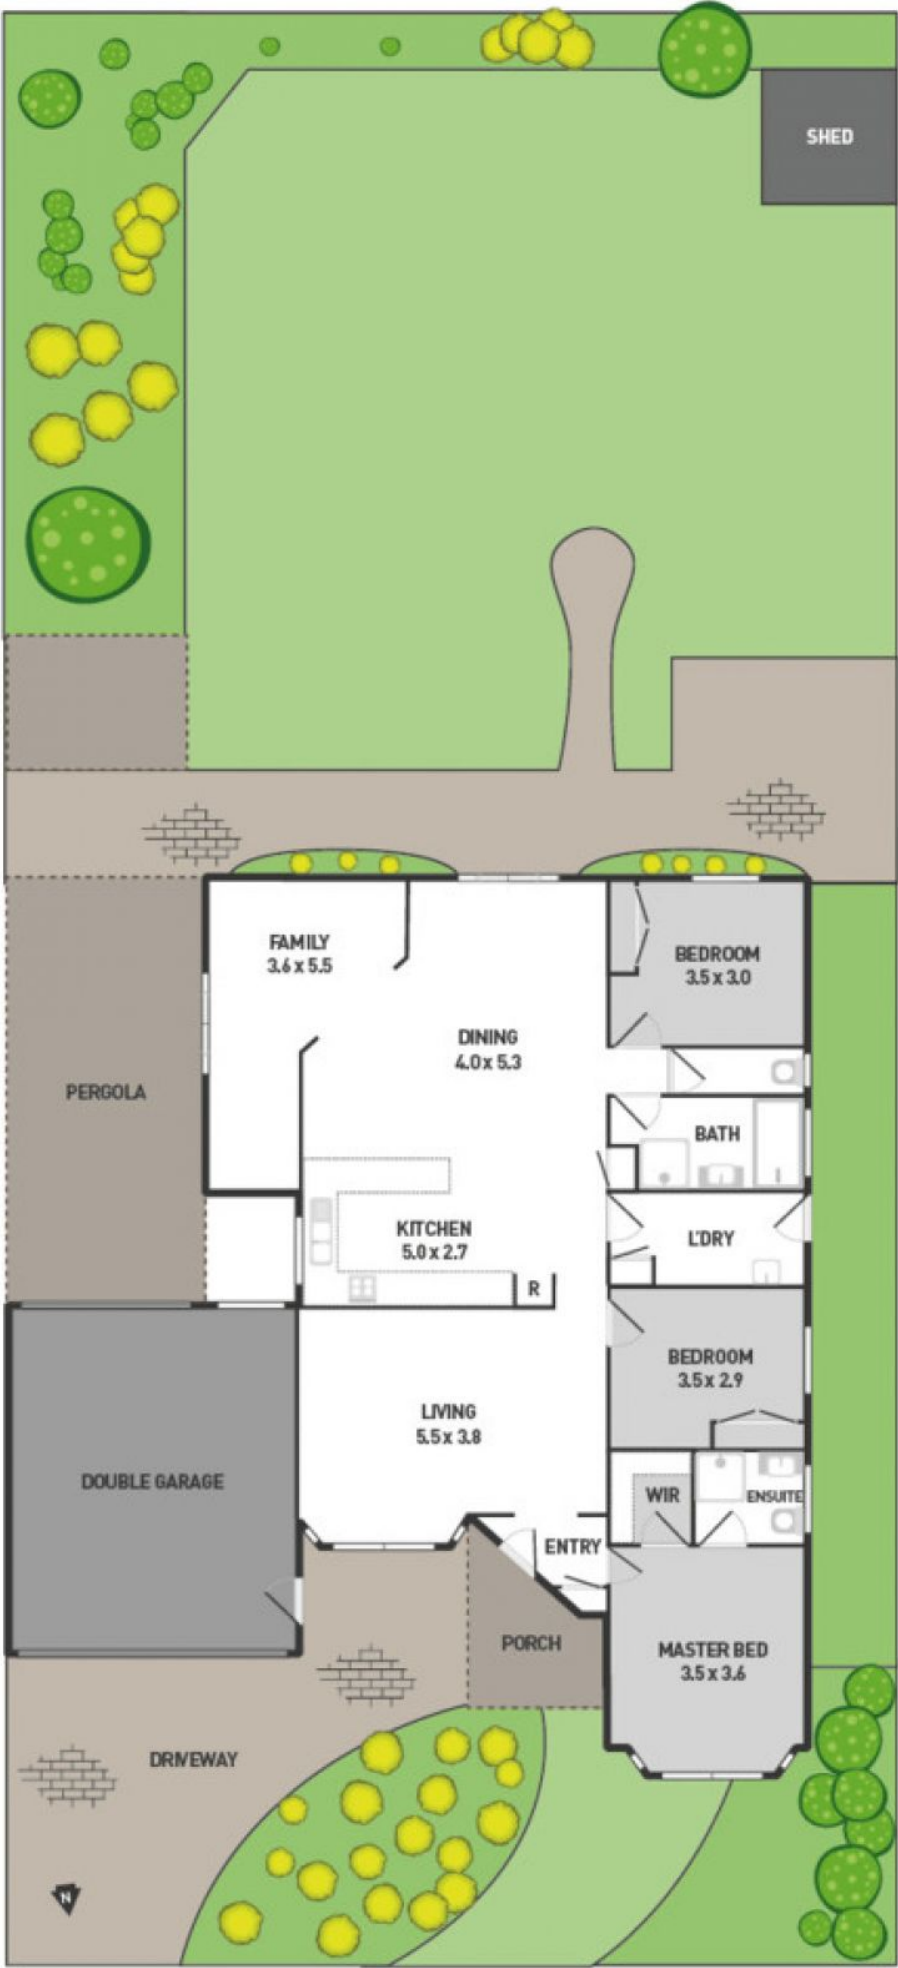 SHED
FAMILY
3.6 x 5.5
BEDROOM
3.5 x 3.0
DINING
4.0 x 5.3
PERGOLA
BATH
KITCHEN
5.0 x 2.7
L'DRY
R
BEDROOM
3.5 x 2.9
LIVING
5.5 x 3.8
DOUBLE GARAGE
WIR
ENSUITE
ENTRY
PORCH
MASTER BED
3.5 x 3.6
DRIVEWAY
N